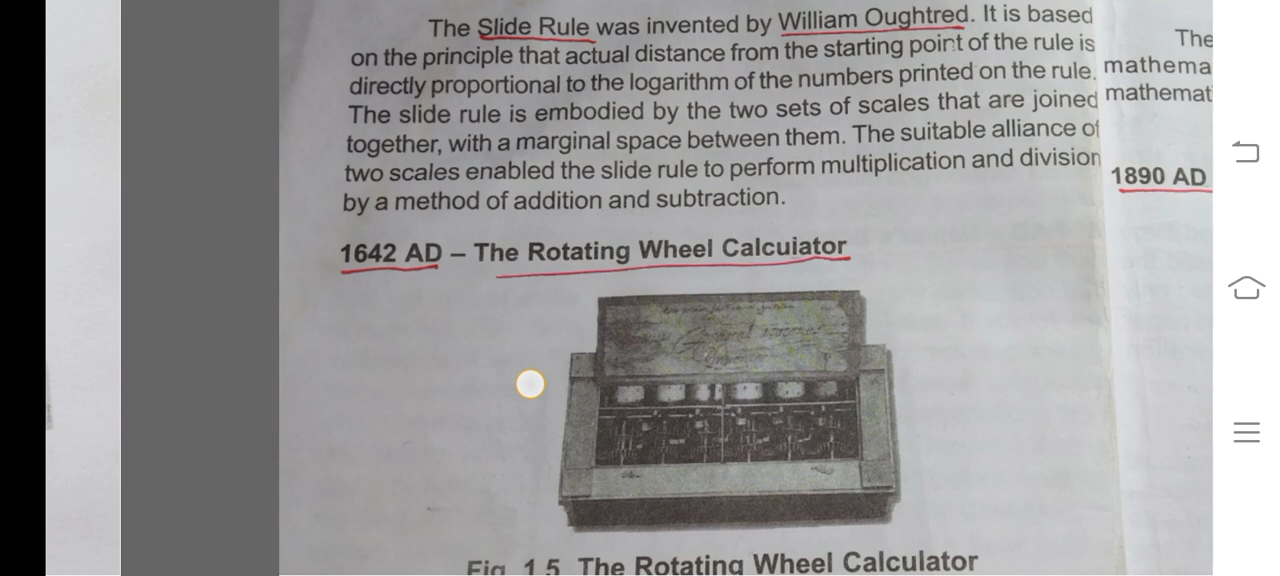 The Slide Rule was invented by William Oughtred. It is based
on the principle that actual distance from the starting point of the rule is
directly proportional to the logarithm of the numbers printed on the rule.
The slide rule is embodied by the two sets of scales that are joined
together, with a marginal space between them. The suitable alliance of
two scales enabled the slide rule to perform multiplication and division
by a method of addition and subtraction.
1642 AD – The Rotating Wheel Calcuiator
Fig 1.5 The Rotating Wheel Calculator
The
mathema
mathemat
1890 AD